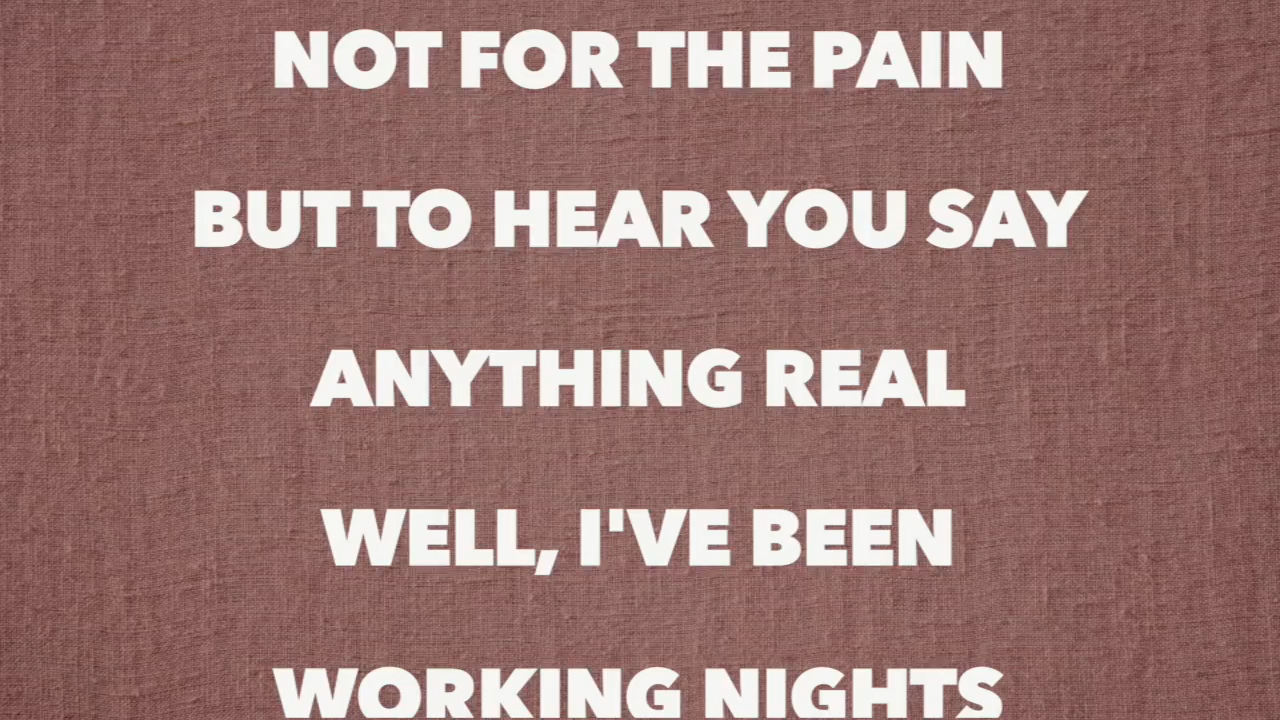 NOT FOR THE PAIN
BUT TO HEAR YOU SAY
ANYTHING REAL
WELL, I'VE BEEN
WORKING NIGHTS